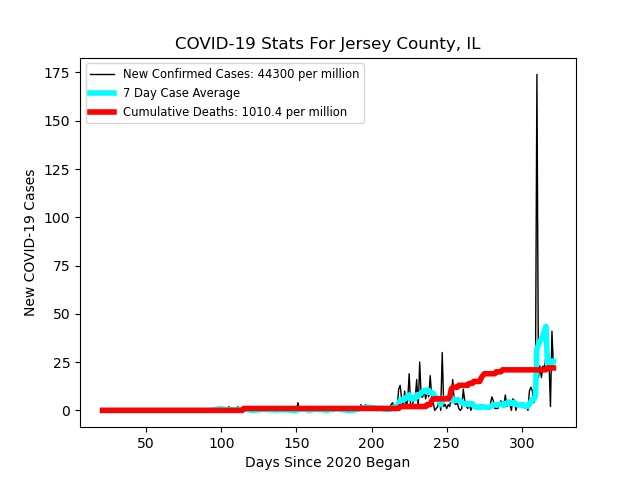 COVID-19 Stats For Jersey County, IL
New Confirmed Cases: 44300 per million
7 Day Case Average
Cumulative Deaths: 1010.4 per million
New COVID-19 Cases
175
150
125
100
75
50
25
0
50
100
150
200
250
300
Days Since 2020 Began